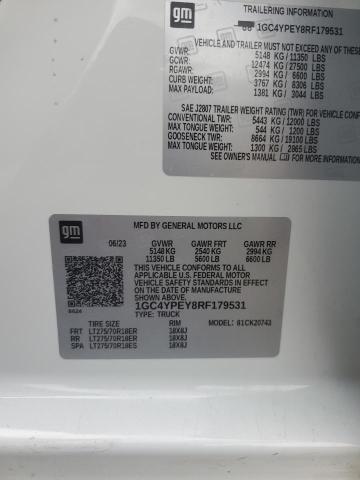 gm
TRAILERING INFORMATION
1GC4YPEY8RF179531
VEHICLE AND TRAILER MUST NOT EXCEED ANY OF THESE
GVWR: 5148 KG / 11350 LBS
GCWR: 12474 KG / 27500 LBS
RGAWR: 2994 KG / 6600 LBS
CURB WEIGHT: 3767 KG / 8306 LBS
MAX PAYLOAD: 1381 KG / 3044 LBS
SAE J2807 TRAILER WEIGHT RATING (TWR) THIS VEHICLE CONF
CONVENTIONAL TWR: 5443 KG / 12000 LBS
MAX TONGUE WEIGHT: 544 KG / 1200 LBS
GOOSENECK TWR: 8664 KG / 19100 LBS
MAX TONGUE WEIGHT: 1300 KG / 2865 LBS
SEE OWNER'S MANUAL FOR ADDITIONAL INFORMATION
gm
MFD BY GENERAL MOTORS LLC
06/23 GVWR GAWR FRT GAWR RR
5148 KG 2540 KG 2994 KG
11350 LB 5600 LB 6600 LB
THIS VEHICLE CONFORMS TO ALL
APPLICABLE U.S. FEDERAL MOTOR
VEHICLE SAFETY STANDARDS IN
EFFECT ON THE DATE OF
MANUFACTURE SHOWN ABOVE.
1GC4YPEY8RF179531
TYPE: TRUCK
TIRE SIZE RIM MODEL: 81CK20743
FRT LT275/70R18ER 18X8J
RR LT275/70R18ER 18X8J
SPA LT275/70R18ES 18X8J